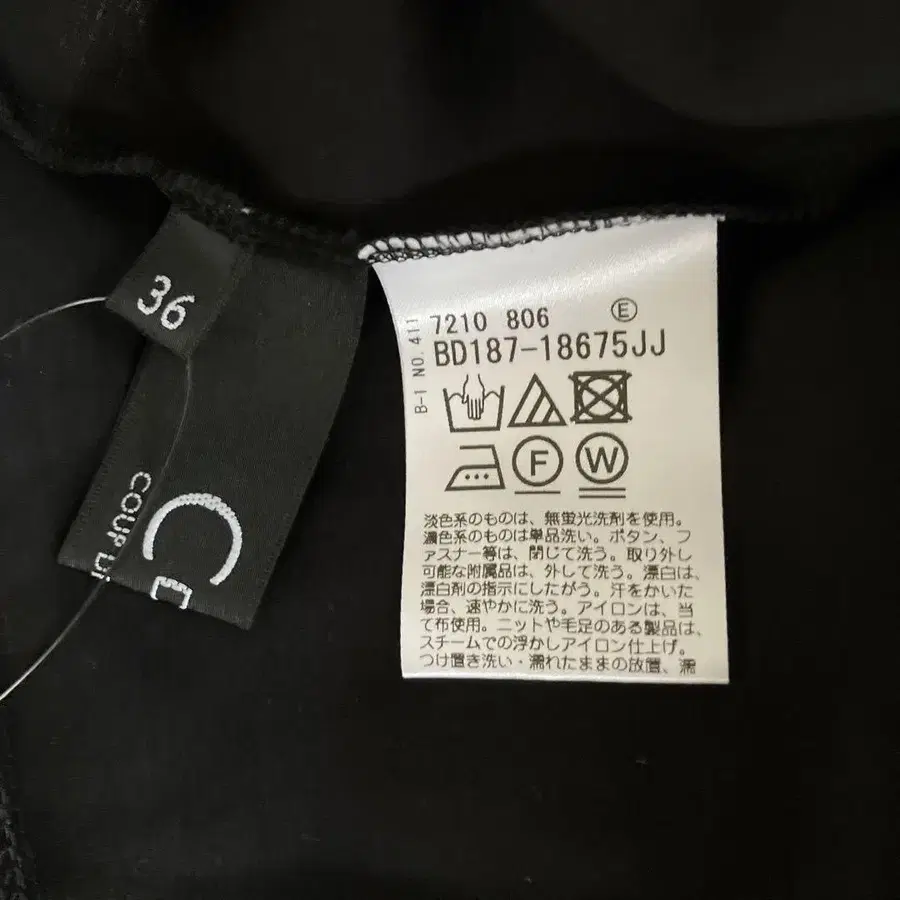 36
COUP D
C
7210 806 Ⓔ
BD187-18675JJ
B-1 NO.411
F
W
淡色系のものは、無蛍光洗剤を使用。
濃色系のものは単品洗い。ボタン、フ
ァスナー等は、閉じて洗う。取り外し
可能な附属品は、外して洗う。漂白は、
漂白剤の指示にしたがう。汗をかいた
場合、速やかに洗う。アイロンは、当
て布使用。ニットや毛足のある製品は、
スチームでの浮かしアイロン仕上げ。
つけ置き洗い・濡れたままの放置、濡